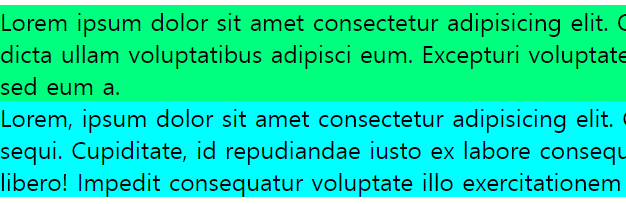 Lorem ipsum dolor sit amet consectetur adipisicing elit.
dicta ullam voluptatibus adipisci eum. Excepturi voluptate
sed eum a.
Lorem, ipsum dolor sit amet consectetur adipisicing elit.
sequi. Cupiditate, id repudiandae iusto ex labore consequ
libero! Impedit consequatur voluptate illo exercitationem